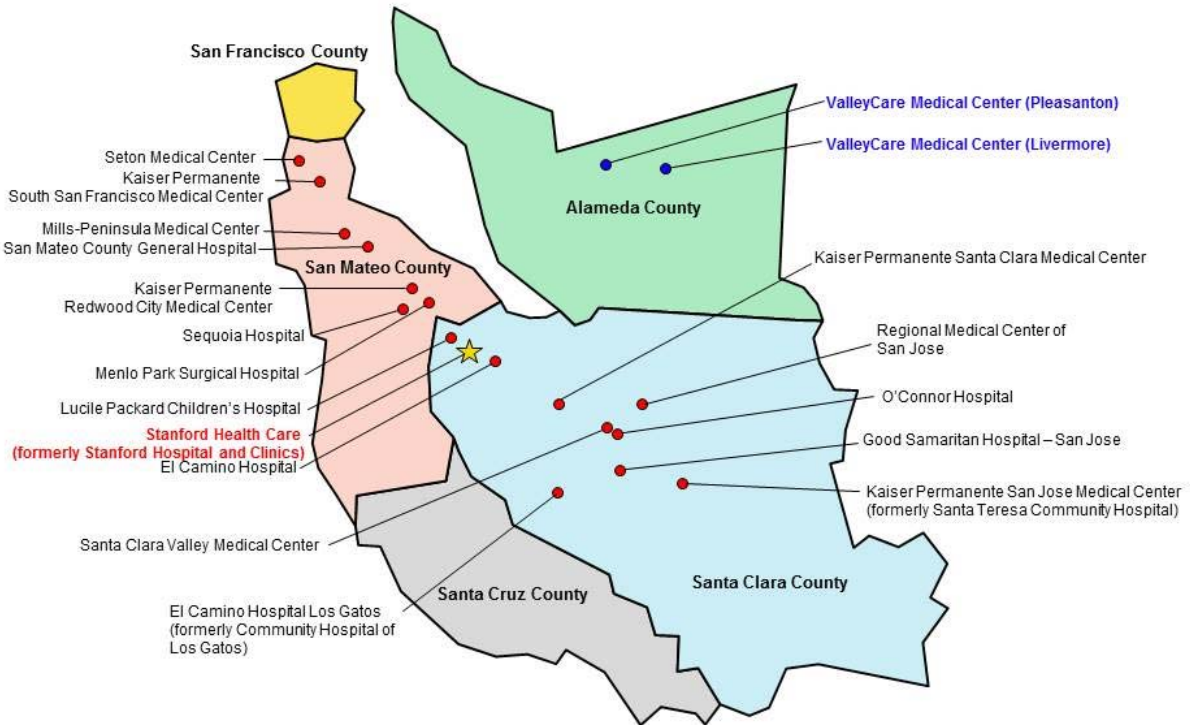 San Francisco County
ValleyCare Medical Center (Pleasanton)
ValleyCare Medical Center (Livermore)
Seton Medical Center
Kaiser Permanente
South San Francisco Medical Center
Alameda County
Mills-Peninsula Medical Center
San Mateo County General Hospital
San Mateo County
Kaiser Permanente Santa Clara Medical Center
Kaiser Permanente
Redwood City Medical Center
Sequoia Hospital
Regional Medical Center of
San Jose
Menlo Park Surgical Hospital
O'Connor Hospital
Lucile Packard Children's Hospital
Stanford Health Care
(formerly Stanford Hospital and Clinics)
El Camino Hospital
Good Samaritan Hospital – San Jose
Kaiser Permanente San Jose Medical Center
(formerly Santa Teresa Community Hospital)
Santa Clara Valley Medical Center
Santa Clara County
Santa Cruz County
El Camino Hospital Los Gatos
(formerly Community Hospital of
Los Gatos)